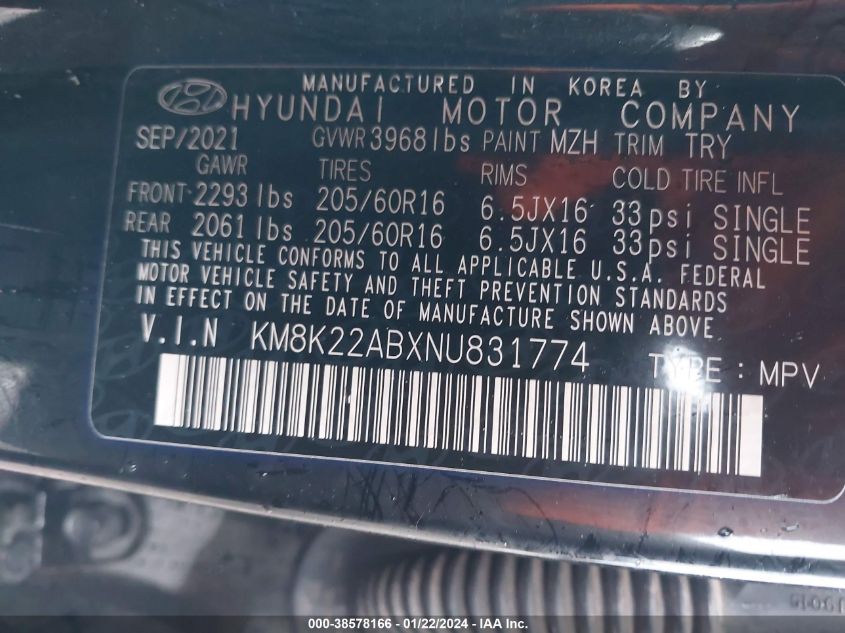 MANUFACTURED IN KOREA BY
HYUNDAI MOTOR COMPANY
SEP/2021 GVWR 3968 lbs PAINT MZH TRIM TRY
GAWR TIRES RIMS COLD TIRE INFL
FRONT 2293 lbs 205/60R16 6.5JX16 33psi SINGLE
REAR 2061 lbs 205/60R16 6.5JX16 33psi SINGLE
THIS VEHICLE CONFORMS TO ALL APPLICABLE U.S.A. FEDERAL
MOTOR VEHICLE SAFETY AND THEFT PREVENTION STANDARDS
IN EFFECT ON THE DATE OF MANUFACTURE SHOWN ABOVE
V.I.N KM8K22ABXNU831774 TYPE : MPV
000-38578166 - 01/22/2024 - IAA Inc.